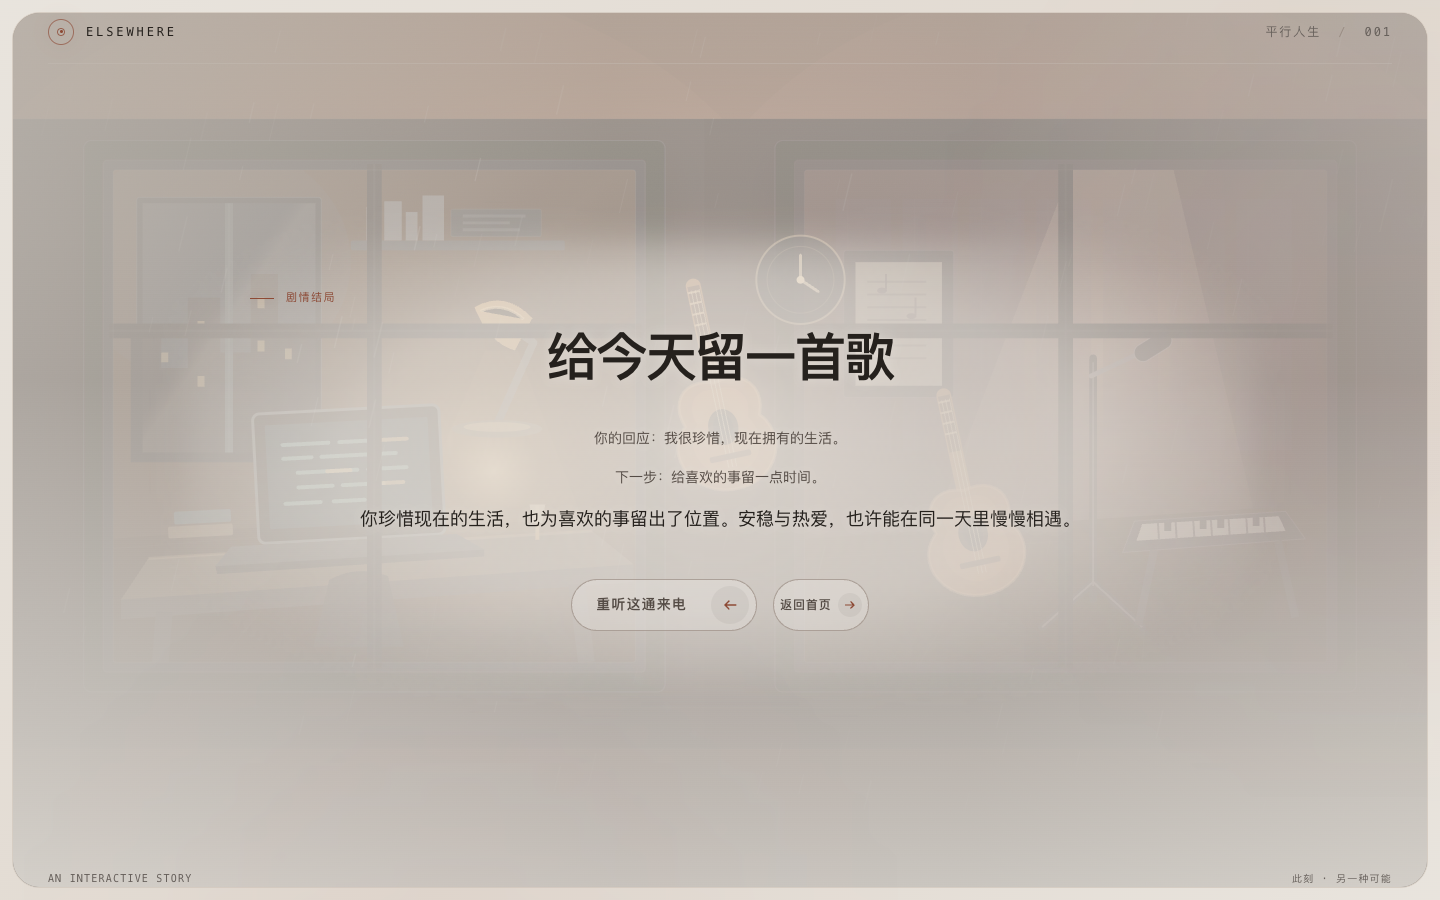 ELSEWHERE
平行人生 / 001
剧情结局
给今天留一首歌
你的回应：我很珍惜，现在拥有的生活。
下一步：给喜欢的事留一点时间。
你珍惜现在的生活，也为喜欢的事留出了位置。安稳与热爱，也许能在同一天里慢慢相遇。
重听这通来电
返回首页
AN INTERACTIVE STORY
此刻 · 另一种可能